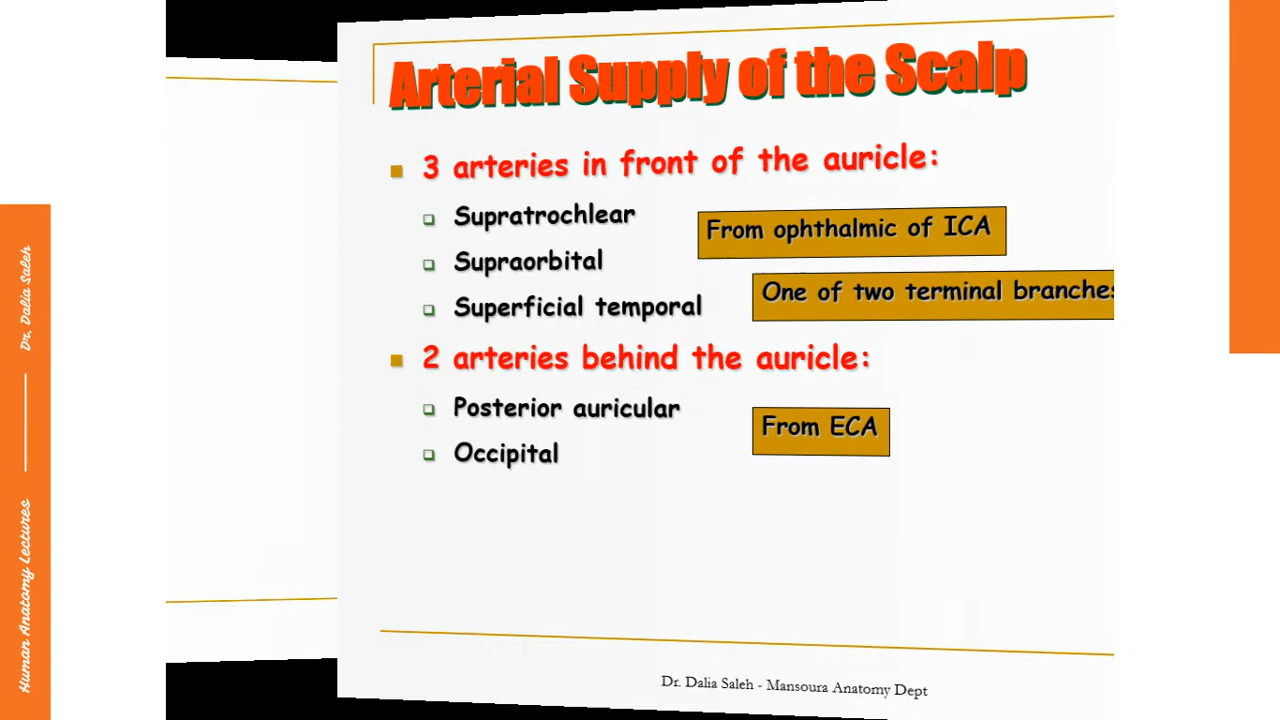 Arterial Supply of the Scalp
3 arteries in front of the auricle:
Supratrochlear
From ophthalmic of ICA
Supraorbital
One of two terminal branches
Superficial temporal
2 arteries behind the auricle:
Posterior auricular
From ECA
Occipital
Dr. Dalia Saleh - Mansoura Anatomy Dept
Human Anatomy Lectures
Dr. Dalia Saleh